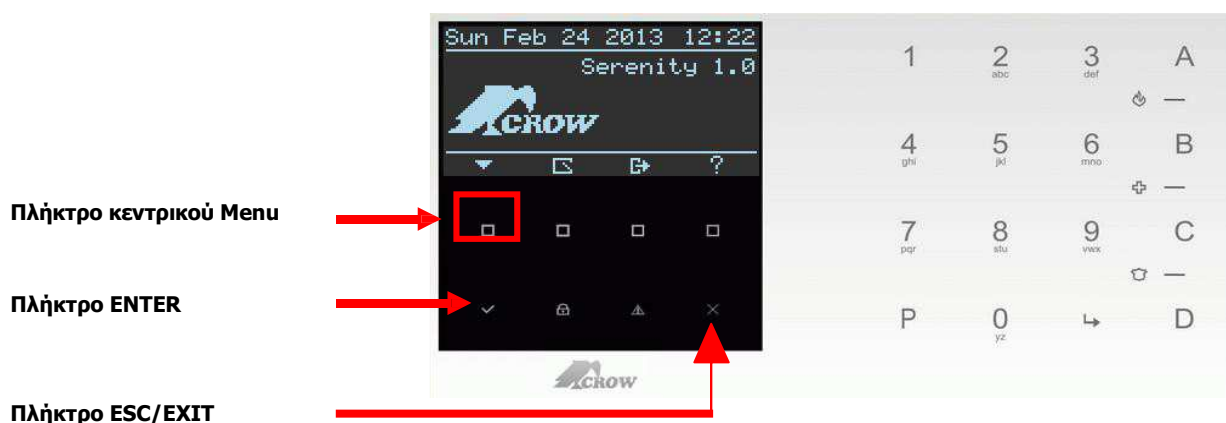 Sun Feb 24 2013 12:22
Serenity 1.0
CROW
?
Πλήκτρο κεντρικού Menu
Πλήκτρο ENTER
Πλήκτρο ESC/EXIT
CROW
1 2 3 A
abc def
4 5 6 B
ghi jkl mno
7 8 9 C
pqr stu vwx
P 0 D
yz